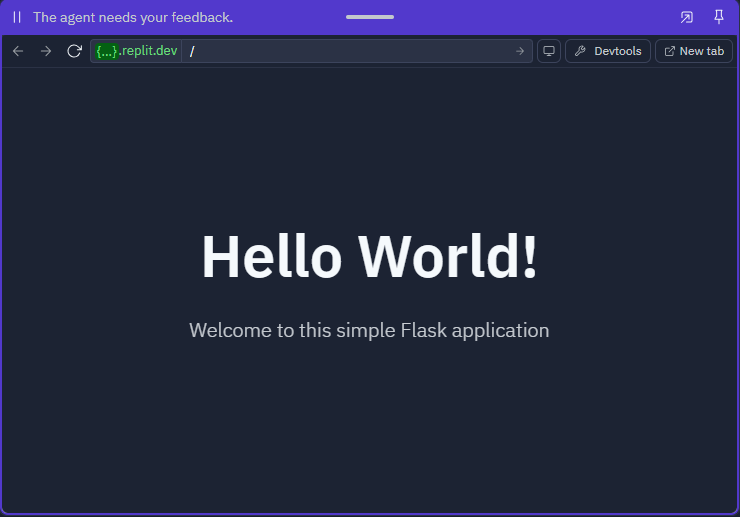 The agent needs your feedback.
{...}.replit.dev /
Devtools
New tab
Hello World!
Welcome to this simple Flask application